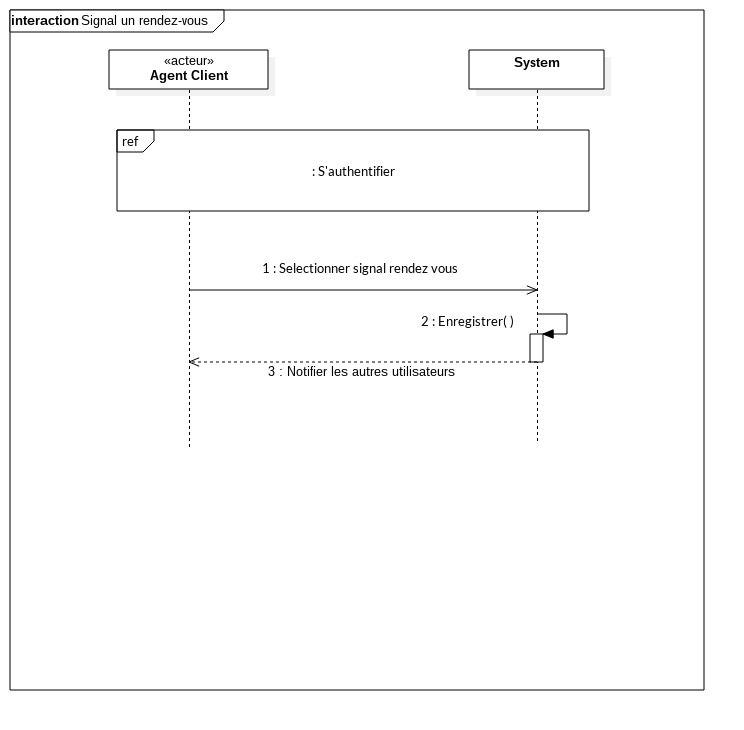 interaction Signal un rendez-vous
«acteur»
Agent Client
System
ref
: S'authentifier
1 : Selectionner signal rendez vous
2 : Enregistrer( )
3 : Notifier les autres utilisateurs